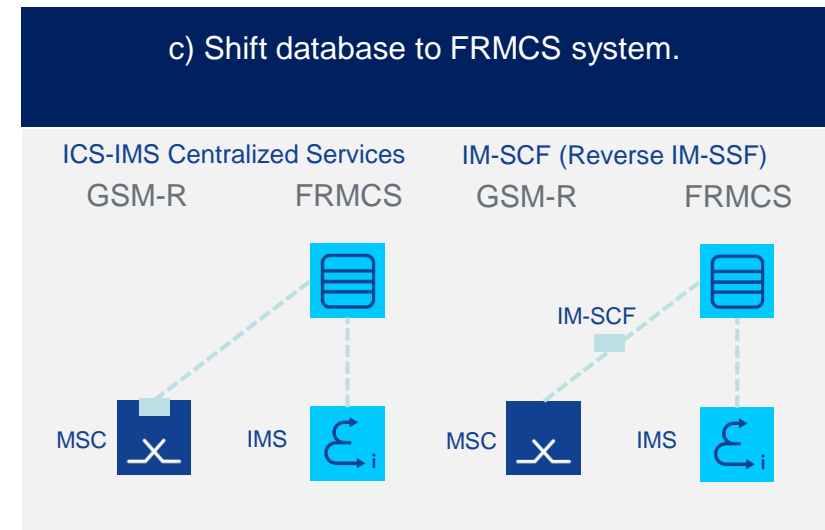 c) Shift database to FRMCS system.
ICS-IMS Centralized Services
GSM-R FRMCS
MSC IMS i
IM-SCF (Reverse IM-SSF)
GSM-R FRMCS
IM-SCF
MSC IMS i